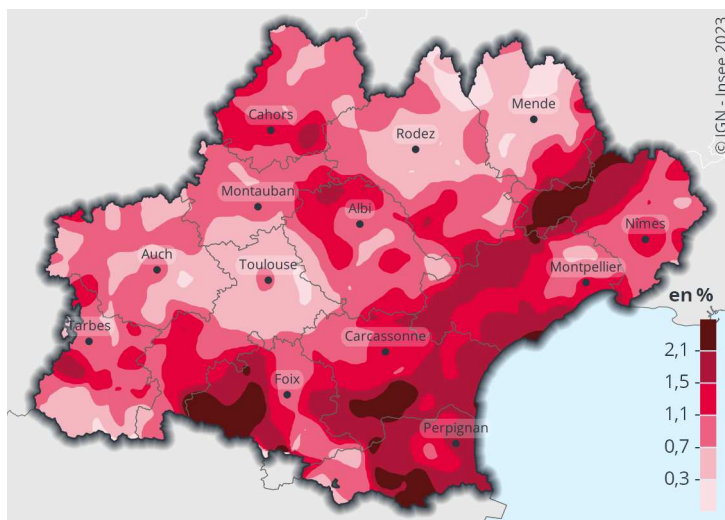 © IGN - Insee 2023
Mende
Cahors
Rodez
Montauban
Albi
Nîmes
Auch
Toulouse
Montpellier
Tarbes
Carcassonne
Foix
Perpignan
en %
2,1
1,5
1,1
0,7
0,3